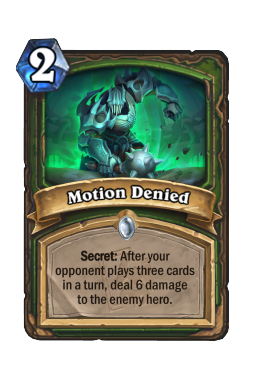 2
Motion Denied
Secret: After your
opponent plays three cards
in a turn, deal 6 damage
to the enemy hero.